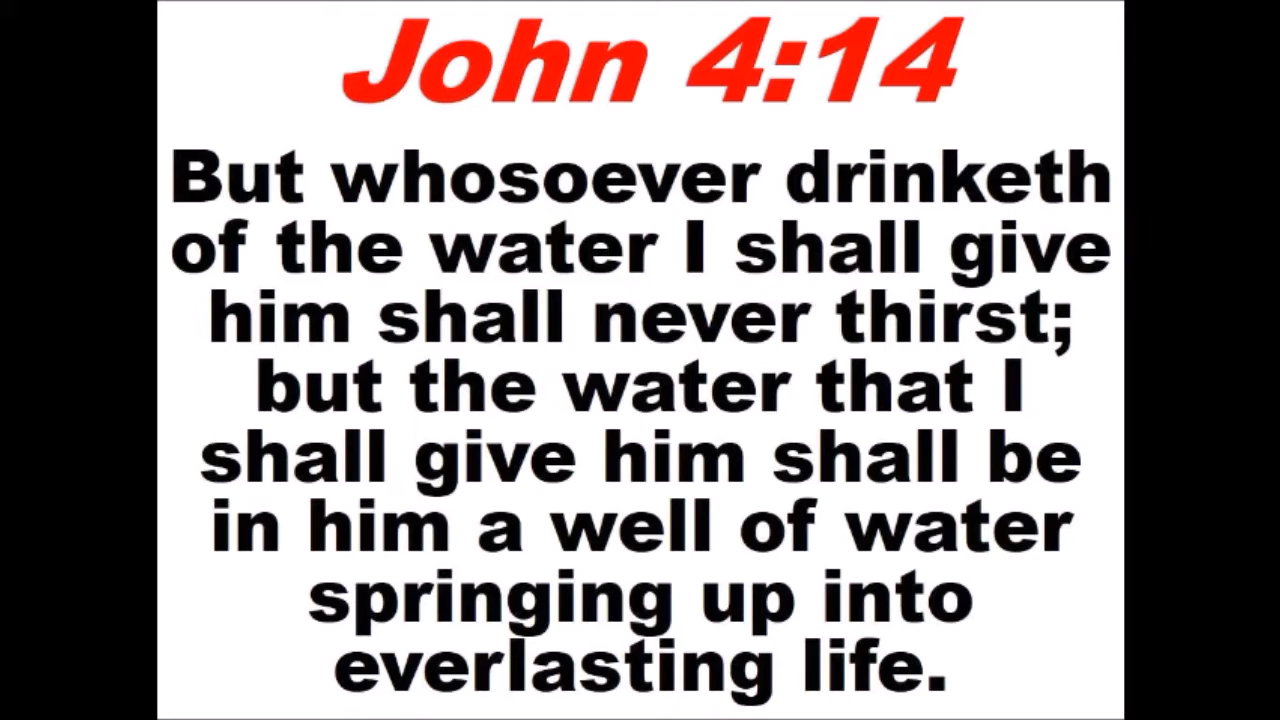 John 4:14
But whosoever drinketh
of the water I shall give
him shall never thirst;
but the water that I
shall give him shall be
in him a well of water
springing up into
everlasting life.